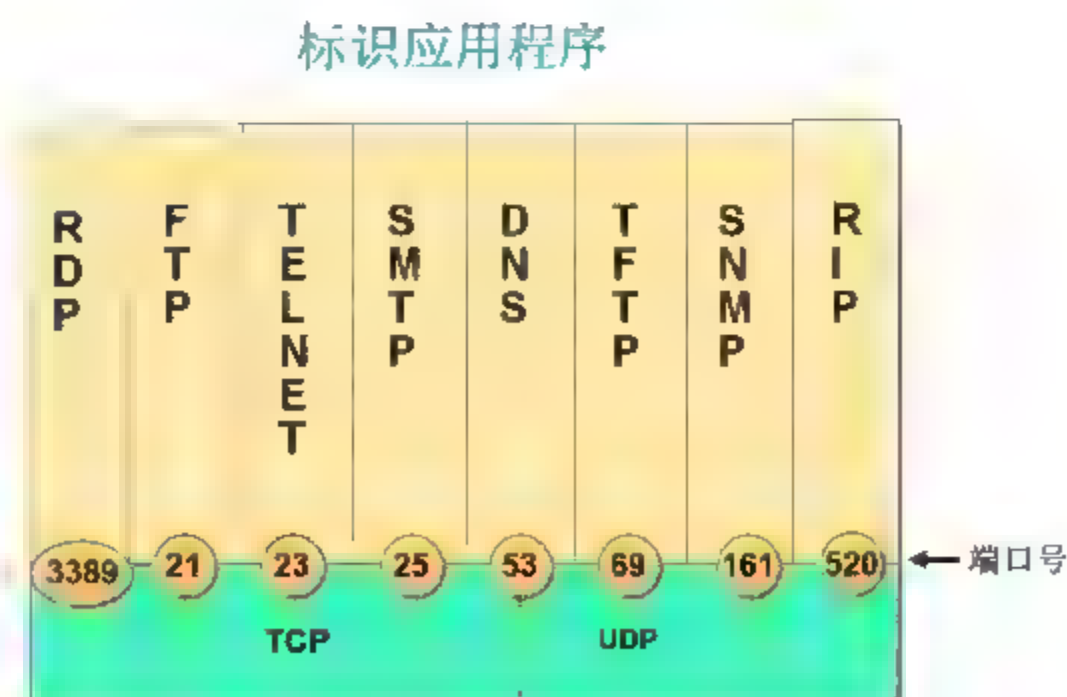 标识应用程序
RDP
FTP
TELNET
SMTP
DNS
TFTP
SNMP
RIP
3389 21 23 25 53 69 161 520 端口号
TCP UDP